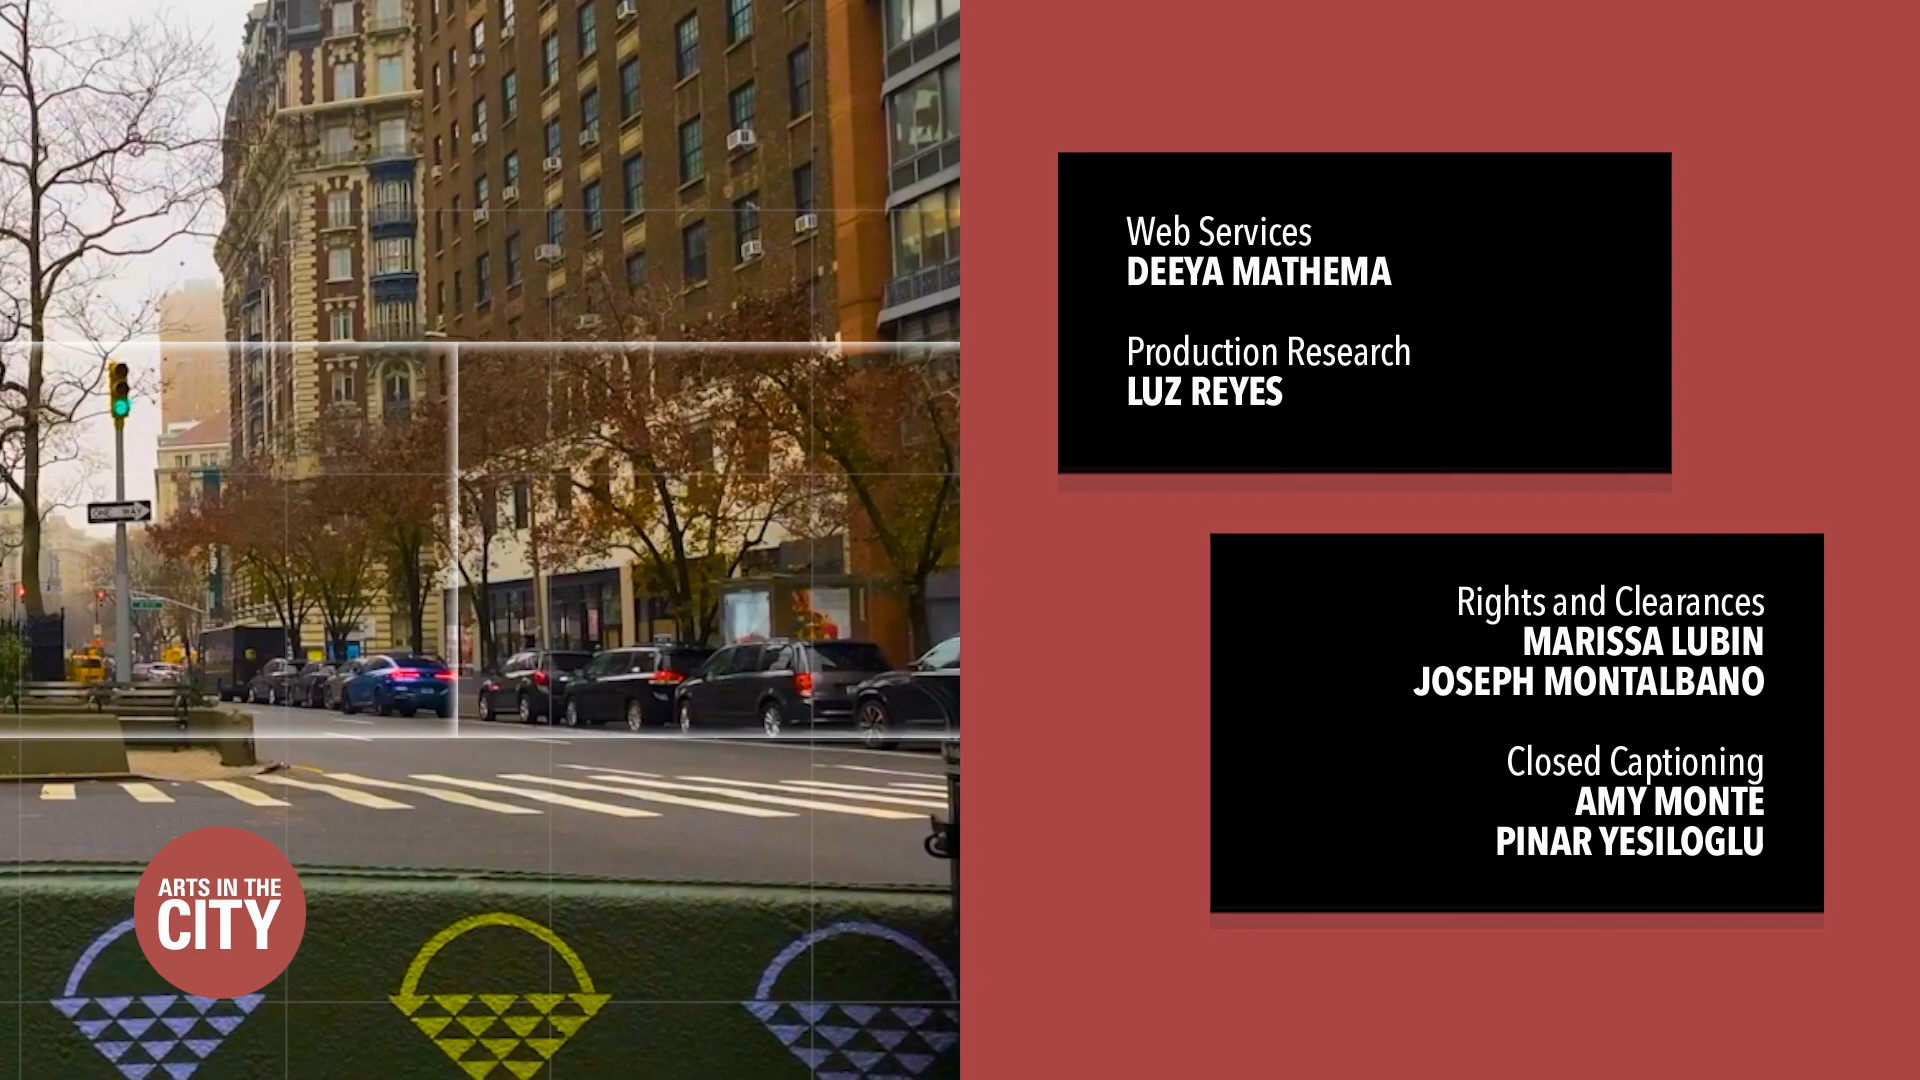 ONE WAY
ARTS IN THE
CITY
Web Services
DEEYA MATHEMA
Production Research
LUZ REYES
Rights and Clearances
MARISSA LUBIN
JOSEPH MONTALBANO
Closed Captioning
AMY MONTE
PINAR YESILOGLU